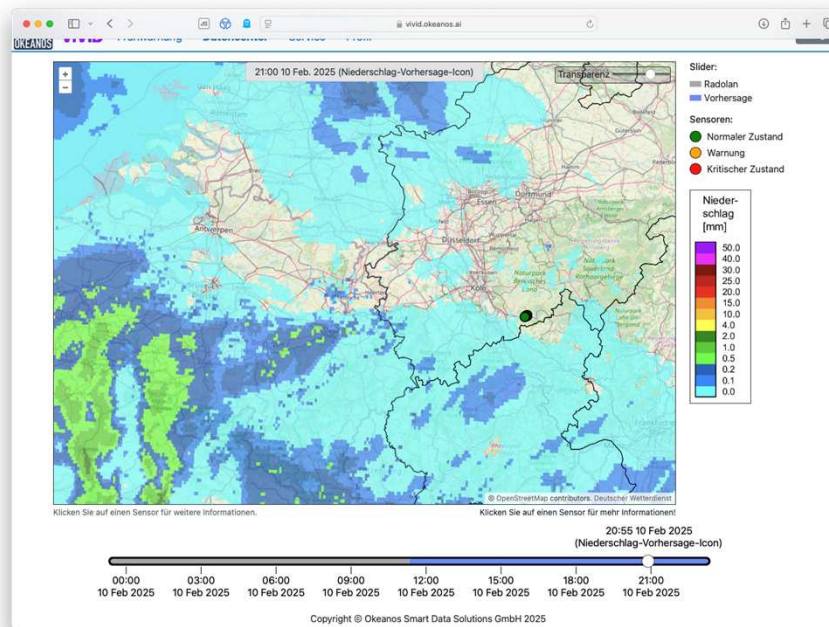 vivid.okeanos.ai
OKEANOS
VIVID
21:00 10 Feb. 2025 (Niederschlag-Vorhersage-Icon)
Transparenz
+
−
Slider:
Radolan
Vorhersage
Sensoren:
Normaler Zustand
Warnung
Kritischer Zustand
Nieder-
schlag
[mm]
50.0
40.0
30.0
25.0
20.0
15.0
10.0
4.0
2.0
1.0
0.5
0.2
0.1
0.0
Antwerpen
Essen
Dortmund
Düsseldorf
Köln
Naturpark
Bergisches
Land
© OpenStreetMap contributors. Deutscher Wetterdienst
Klicken Sie auf einen Sensor für weitere Informationen.
Klicken Sie auf einen Sensor für mehr Informationen!
20:55 10 Feb 2025
(Niederschlag-Vorhersage-Icon)
00:00 03:00 06:00 09:00 12:00 15:00 18:00 21:00
10 Feb 2025 10 Feb 2025 10 Feb 2025 10 Feb 2025 10 Feb 2025 10 Feb 2025 10 Feb 2025 10 Feb 2025
Copyright © Okeanos Smart Data Solutions GmbH 2025